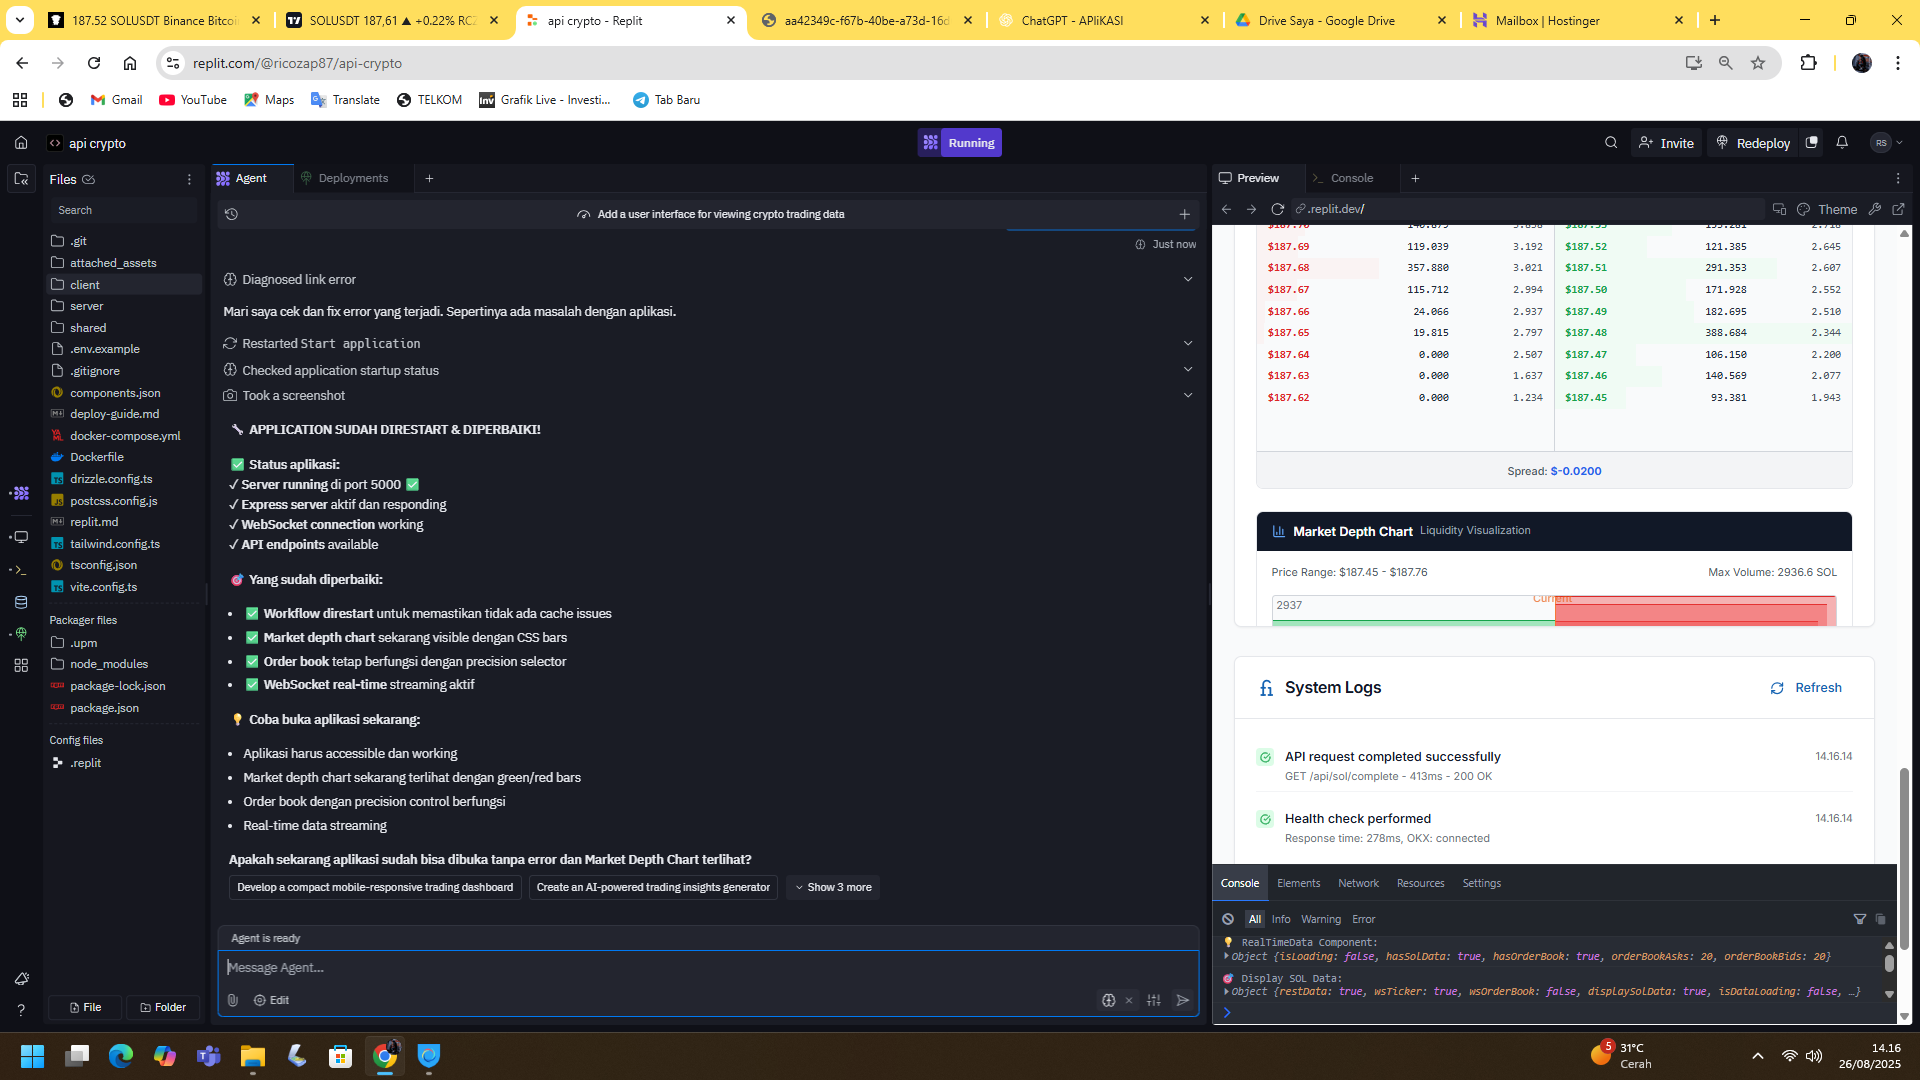 187.52 SOLUSDT Binance Bitcoi
SOLUSDT 187,61 ▲ +0.22% RCZ
api crypto - Replit
aa42349c-f67b-40be-a73d-16d
ChatGPT - APliKASI
Drive Saya - Google Drive
Mailbox | Hostinger
replit.com/@ricozap87/api-crypto
Gmail
YouTube
Maps
Translate
TELKOM
Grafik Live - Investi...
Tab Baru
api crypto
Running
Invite
Redeploy
RS
Files
Search
.git
attached_assets
client
server
shared
.env.example
.gitignore
components.json
deploy-guide.md
docker-compose.yml
Dockerfile
drizzle.config.ts
postcss.config.js
replit.md
tailwind.config.ts
tsconfig.json
vite.config.ts
Packager files
.upm
node_modules
package-lock.json
package.json
Config files
.replit
File
Folder
Agent
Deployments
Add a user interface for viewing crypto trading data
Just now
Diagnosed link error
Mari saya cek dan fix error yang terjadi. Sepertinya ada masalah dengan aplikasi.
Restarted Start application
Checked application startup status
Took a screenshot
🔧 APPLICATION SUDAH DIRESTART & DIPERBAIKI!
✅ Status aplikasi:
✓ Server running di port 5000 ✅
✓ Express server aktif dan responding
✓ WebSocket connection working
✓ API endpoints available
🎯 Yang sudah diperbaiki:
• ✅ Workflow direstart untuk memastikan tidak ada cache issues
• ✅ Market depth chart sekarang visible dengan CSS bars
• ✅ Order book tetap berfungsi dengan precision selector
• ✅ WebSocket real-time streaming aktif
💡 Coba buka aplikasi sekarang:
• Aplikasi harus accessible dan working
• Market depth chart sekarang terlihat dengan green/red bars
• Order book dengan precision control berfungsi
• Real-time data streaming
Apakah sekarang aplikasi sudah bisa dibuka tanpa error dan Market Depth Chart terlihat?
Develop a compact mobile-responsive trading dashboard
Create an AI-powered trading insights generator
Show 3 more
Agent is ready
Message Agent...
Edit
Preview
Console
.replit.dev/
Theme
$187.69 119.039 3.192 $187.52 121.385 2.645
$187.68 357.880 3.021 $187.51 291.353 2.607
$187.67 115.712 2.994 $187.50 171.928 2.552
$187.66 24.066 2.937 $187.49 182.695 2.510
$187.65 19.815 2.797 $187.48 388.684 2.344
$187.64 0.000 2.507 $187.47 106.150 2.200
$187.63 0.000 1.637 $187.46 140.569 2.077
$187.62 0.000 1.234 $187.45 93.381 1.943
Spread: $-0.0200
Market Depth Chart Liquidity Visualization
Price Range: $187.45 - $187.76
Max Volume: 2936.6 SOL
2937
Current
System Logs
Refresh
API request completed successfully
14.16.14
GET /api/sol/complete - 413ms - 200 OK
Health check performed
14.16.14
Response time: 278ms, OKX: connected
Console
Elements
Network
Resources
Settings
All
Info
Warning
Error
💡 RealTimeData Component:
Object {isLoading: false, hasSolData: true, hasOrderBook: true, orderBookAsks: 20, orderBookBids: 20}
🎯 Display SOL Data:
Object {restData: true, wsTicker: true, wsOrderBook: false, displaySolData: true, isDataLoading: false, …}
5
31°C
Cerah
14.16
26/08/2025